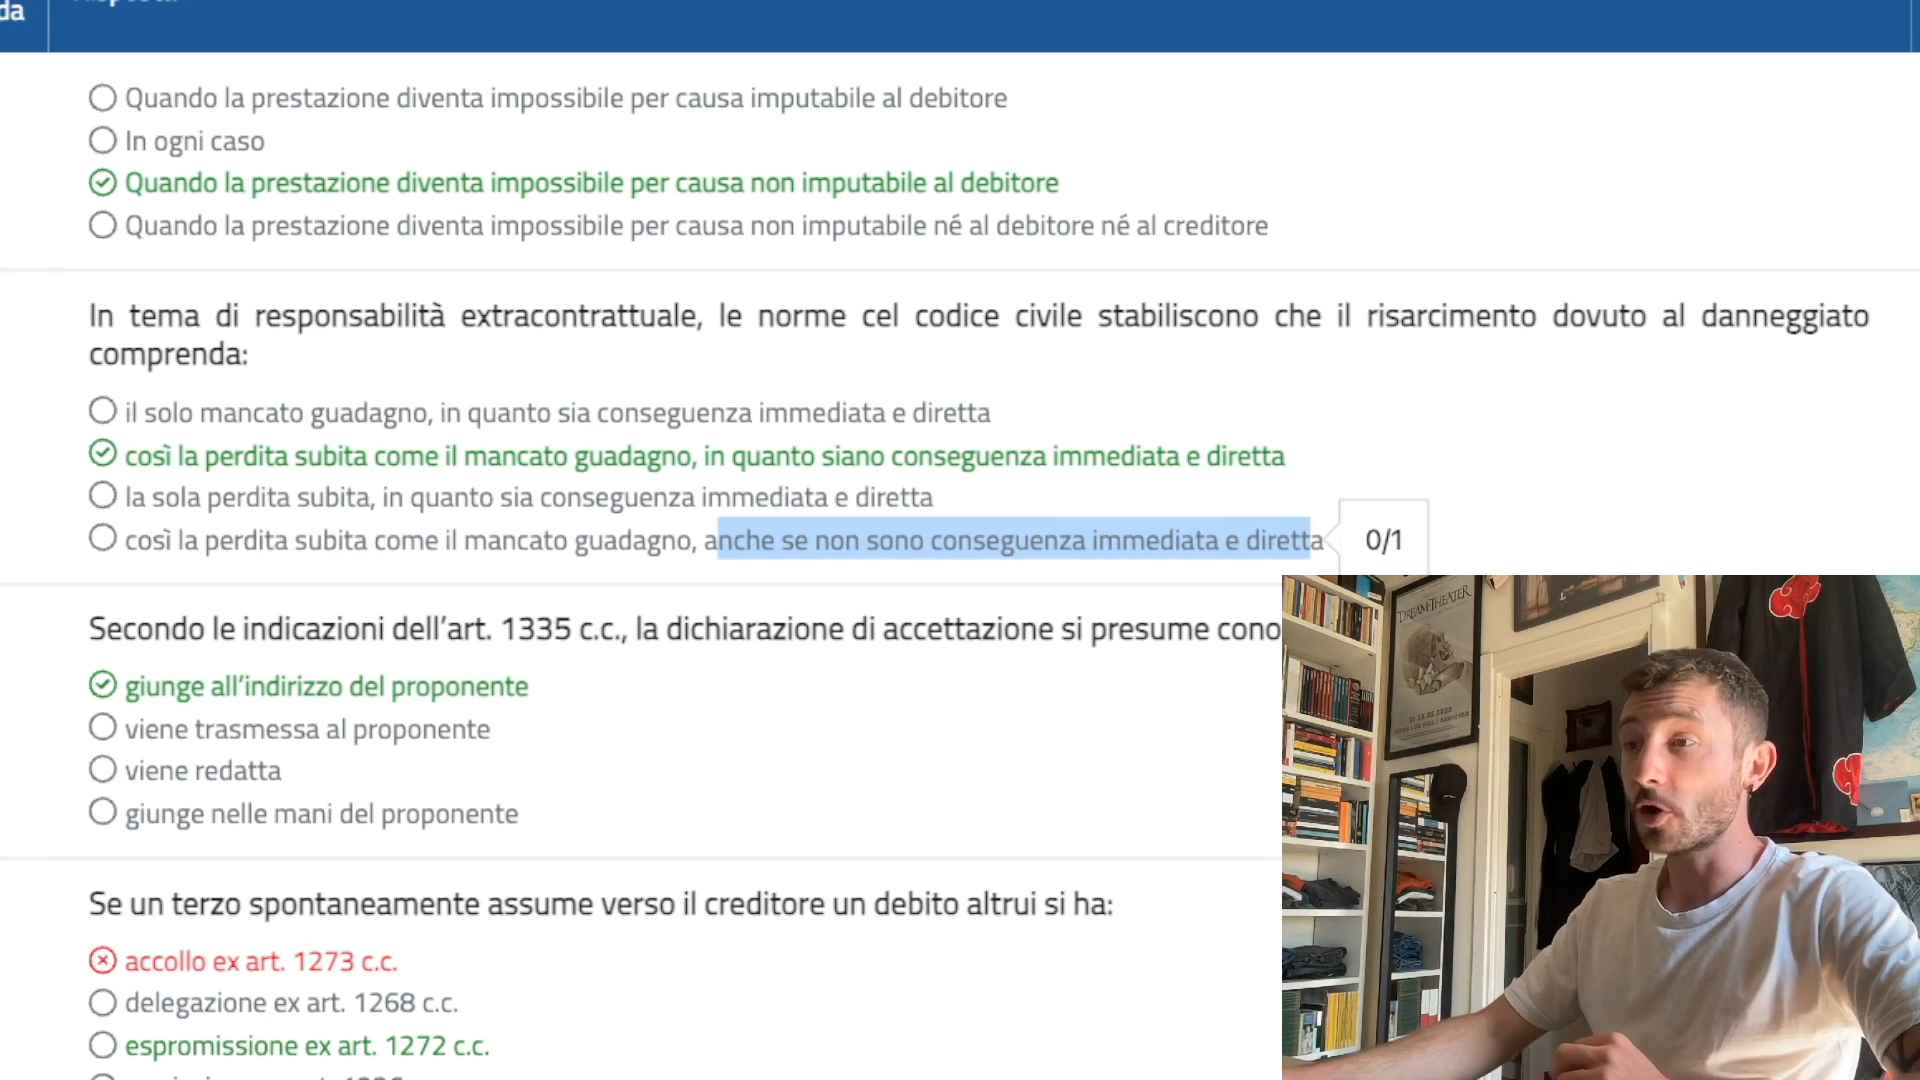 da
Quando la prestazione diventa impossibile per causa imputabile al debitore
In ogni caso
Quando la prestazione diventa impossibile per causa non imputabile al debitore
Quando la prestazione diventa impossibile per causa non imputabile né al debitore né al creditore
In tema di responsabilità extracontrattuale, le norme cel codice civile stabiliscono che il risarcimento dovuto al danneggiato
comprenda:
il solo mancato guadagno, in quanto sia conseguenza immediata e diretta
così la perdita subita come il mancato guadagno, in quanto siano conseguenza immediata e diretta
la sola perdita subita, in quanto sia conseguenza immediata e diretta
così la perdita subita come il mancato guadagno, anche se non sono conseguenza immediata e diretta
0/1
Secondo le indicazioni dell’art. 1335 c.c., la dichiarazione di accettazione si presume cono
giunge all’indirizzo del proponente
viene trasmessa al proponente
viene redatta
giunge nelle mani del proponente
Se un terzo spontaneamente assume verso il creditore un debito altrui si ha:
accollo ex art. 1273 c.c.
delegazione ex art. 1268 c.c.
espromissione ex art. 1272 c.c.
DREAM THEATER